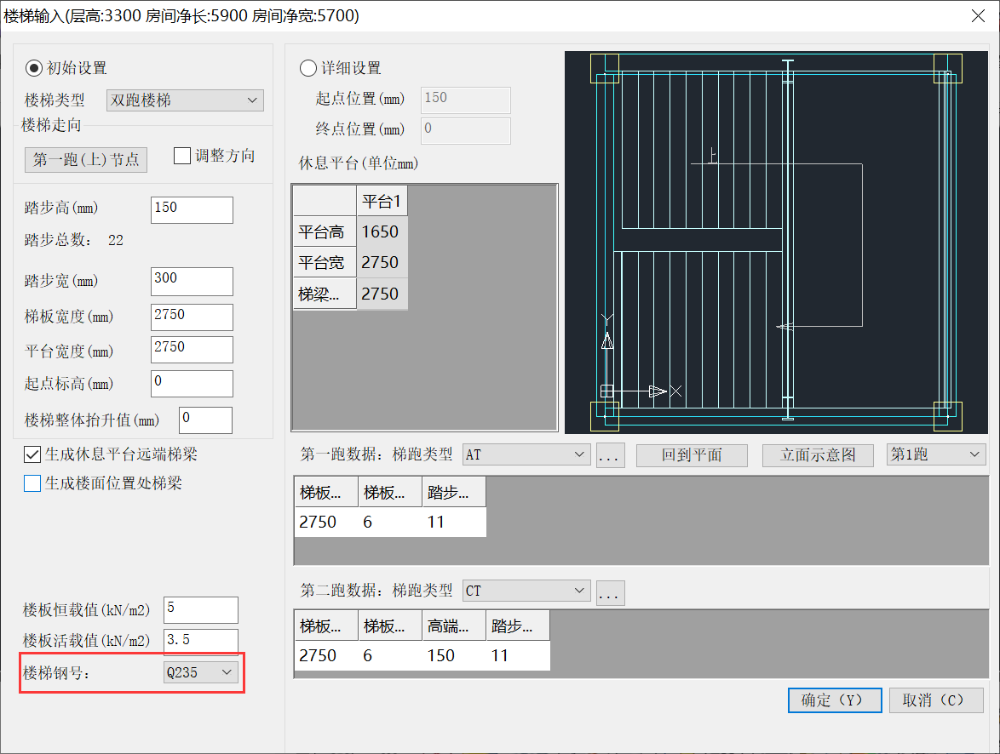 楼梯输入(层高:3300 房间净长:5900 房间净宽:5700)
初始设置
楼梯类型 双跑楼梯
楼梯走向
第一跑(上)节点 调整方向
踏步高(mm) 150
踏步总数: 22
踏步宽(mm) 300
梯板宽度(mm) 2750
平台宽度(mm) 2750
起点标高(mm) 0
楼梯整体抬升值(mm) 0
生成休息平台远端梯梁
生成楼面位置处梯梁
楼板恒载值(kN/m2) 5
楼板活载值(kN/m2) 3.5
楼梯钢号: Q235
详细设置
起点位置(mm) 150
终点位置(mm) 0
休息平台(单位mm)
平台1
平台高 1650
平台宽 2750
梯梁... 2750
上
Y
X
第一跑数据: 梯跑类型 AT ... 回到平面 立面示意图 第1跑
梯板... 梯板... 踏步...
2750 6 11
第二跑数据: 梯跑类型 CT ...
梯板... 梯板... 高端... 踏步...
2750 6 150 11
确定（Y） 取消（C）